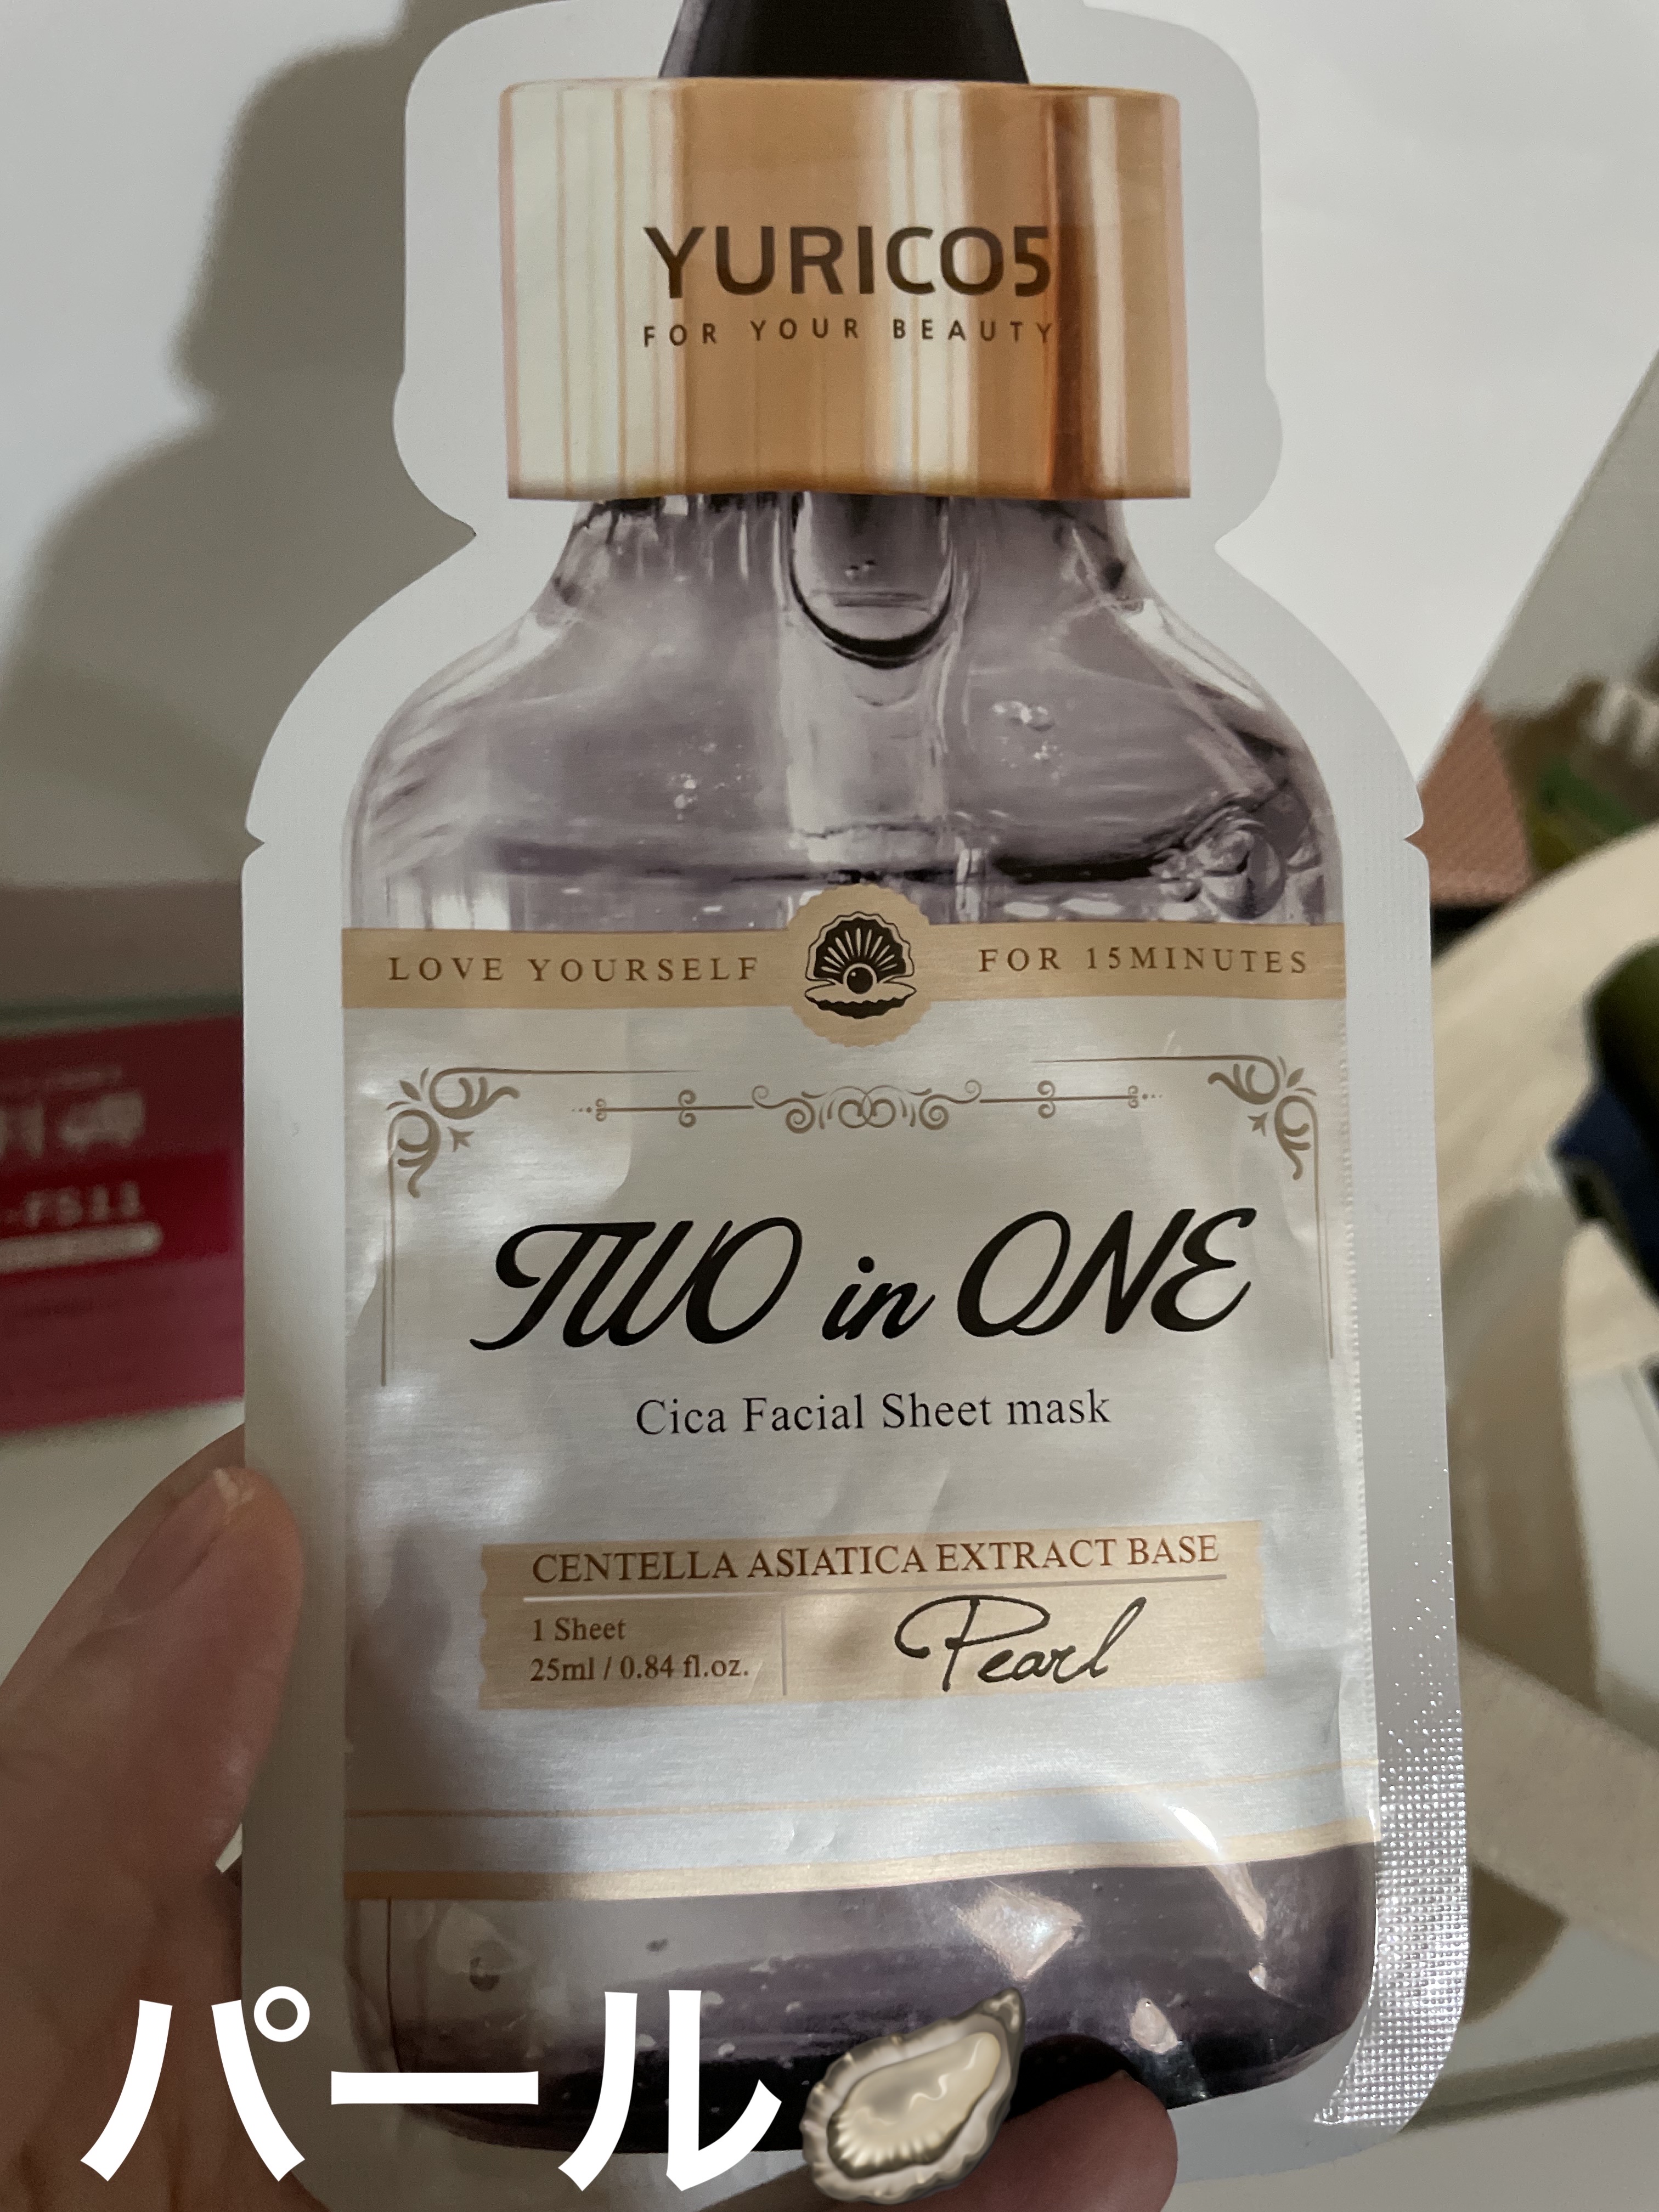 YURICO5
FOR YOUR BEAUTY
LOVE YOURSELF FOR 15MINUTES
TWO in ONE
Cica Facial Sheet mask
CENTELLA ASIATICA EXTRACT BASE
1 Sheet
25ml / 0.84 fl.oz.
Pearl
パール